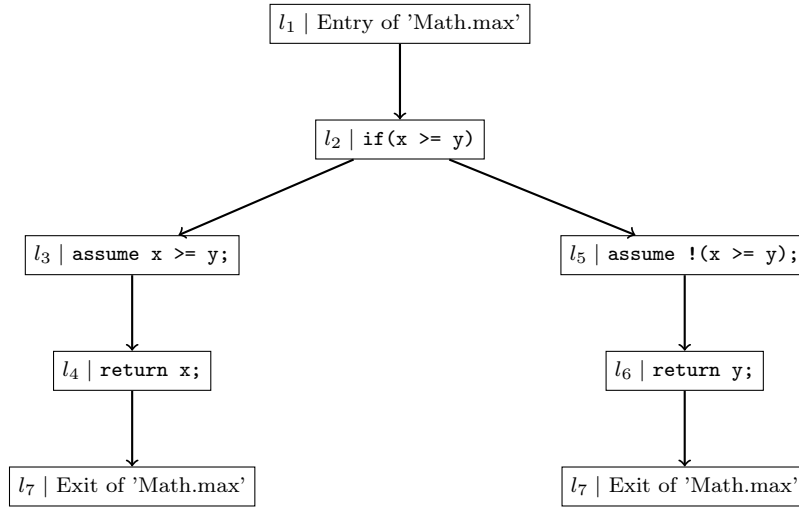 l₁ | Entry of 'Math.max'
l₂ | if(x >= y)
l₃ | assume x >= y;
l₅ | assume !(x >= y);
l₄ | return x;
l₆ | return y;
l₇ | Exit of 'Math.max'
l₇ | Exit of 'Math.max'